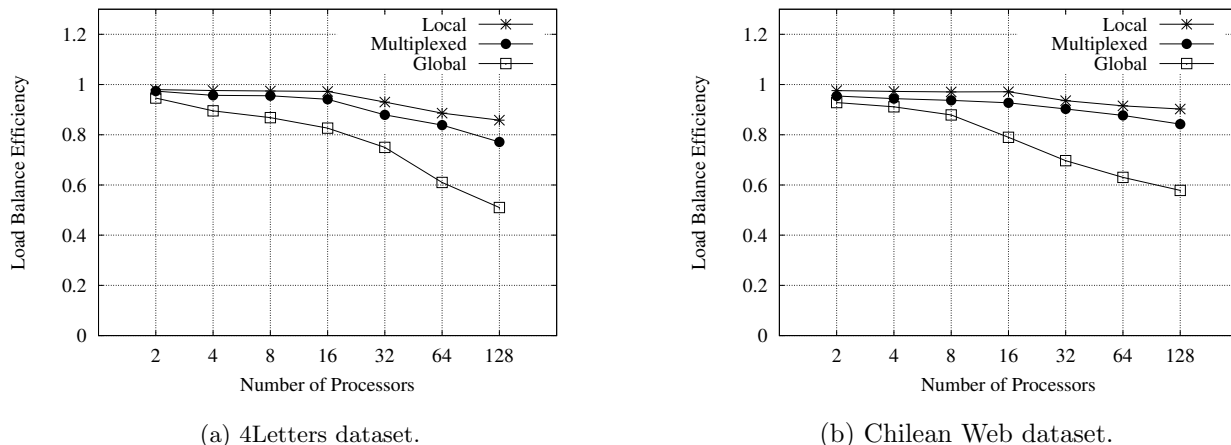 Load Balance Efficiency
1.2
1
0.8
0.6
0.4
0.2
0
Local
Multiplexed
Global
2 4 8 16 32 64 128
Number of Processors
(a) 4Letters dataset.
Load Balance Efficiency
1.2
1
0.8
0.6
0.4
0.2
0
Local
Multiplexed
Global
2 4 8 16 32 64 128
Number of Processors
(b) Chilean Web dataset.